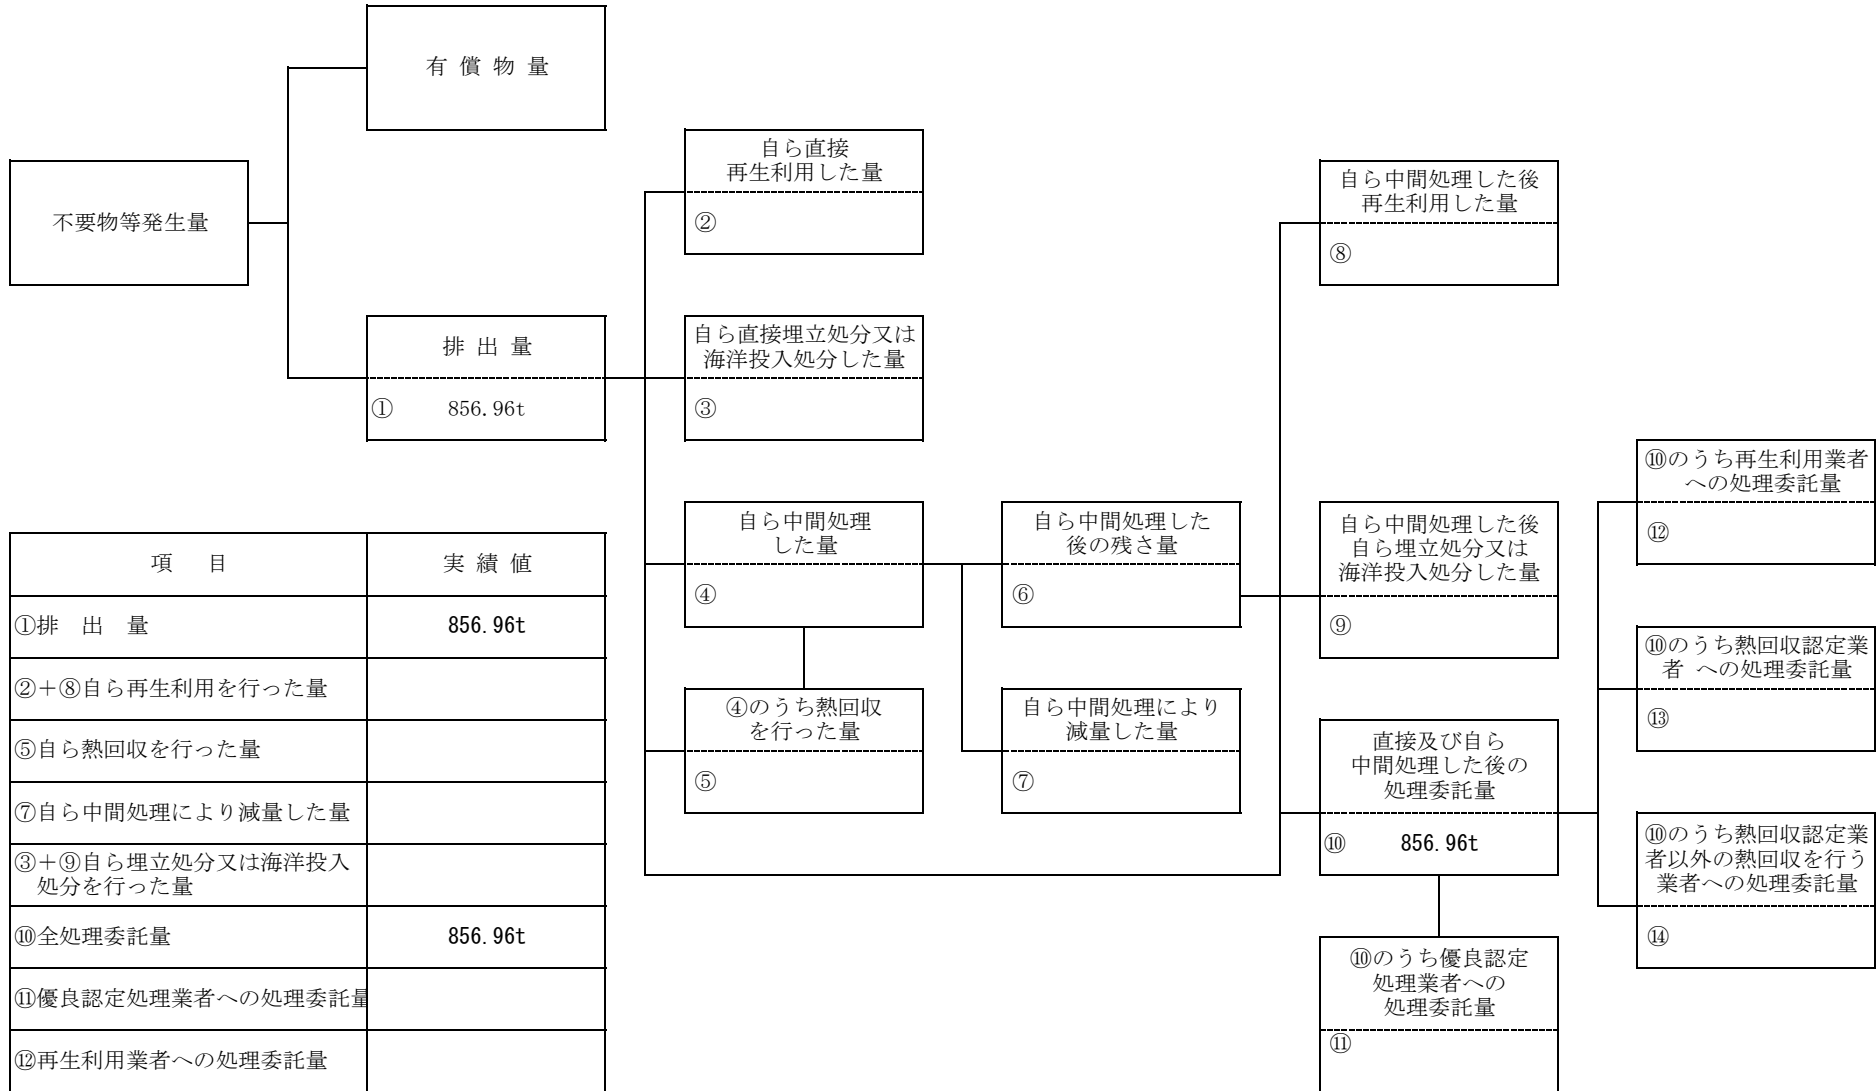 有 償 物 量
不要物等発生量
排 出 量
① 856.96t
自ら直接
再生利用した量
②
自ら直接埋立処分又は
海洋投入処分した量
③
自ら中間処理
した量
④
④のうち熱回収
を行った量
⑤
自ら中間処理した
後の残さ量
⑥
自ら中間処理により
減量した量
⑦
自ら中間処理した後
再生利用した量
⑧
自ら中間処理した後
自ら埋立処分又は
海洋投入処分した量
⑨
直接及び自ら
中間処理した後の
処理委託量
⑩ 856.96t
⑩のうち優良認定
処理業者への
処理委託量
⑪
⑩のうち再生利用業者
への処理委託量
⑫
⑩のうち熱回収認定業
者 への処理委託量
⑬
⑩のうち熱回収認定業
者以外の熱回収を行う
業者への処理委託量
⑭
項 目 実 績 値
①排 出 量 856.96t
②+⑧自ら再生利用を行った量
⑤自ら熱回収を行った量
⑦自ら中間処理により減量した量
③+⑨自ら埋立処分又は海洋投入
処分を行った量
⑩全処理委託量 856.96t
⑪優良認定処理業者への処理委託量
⑫再生利用業者への処理委託量